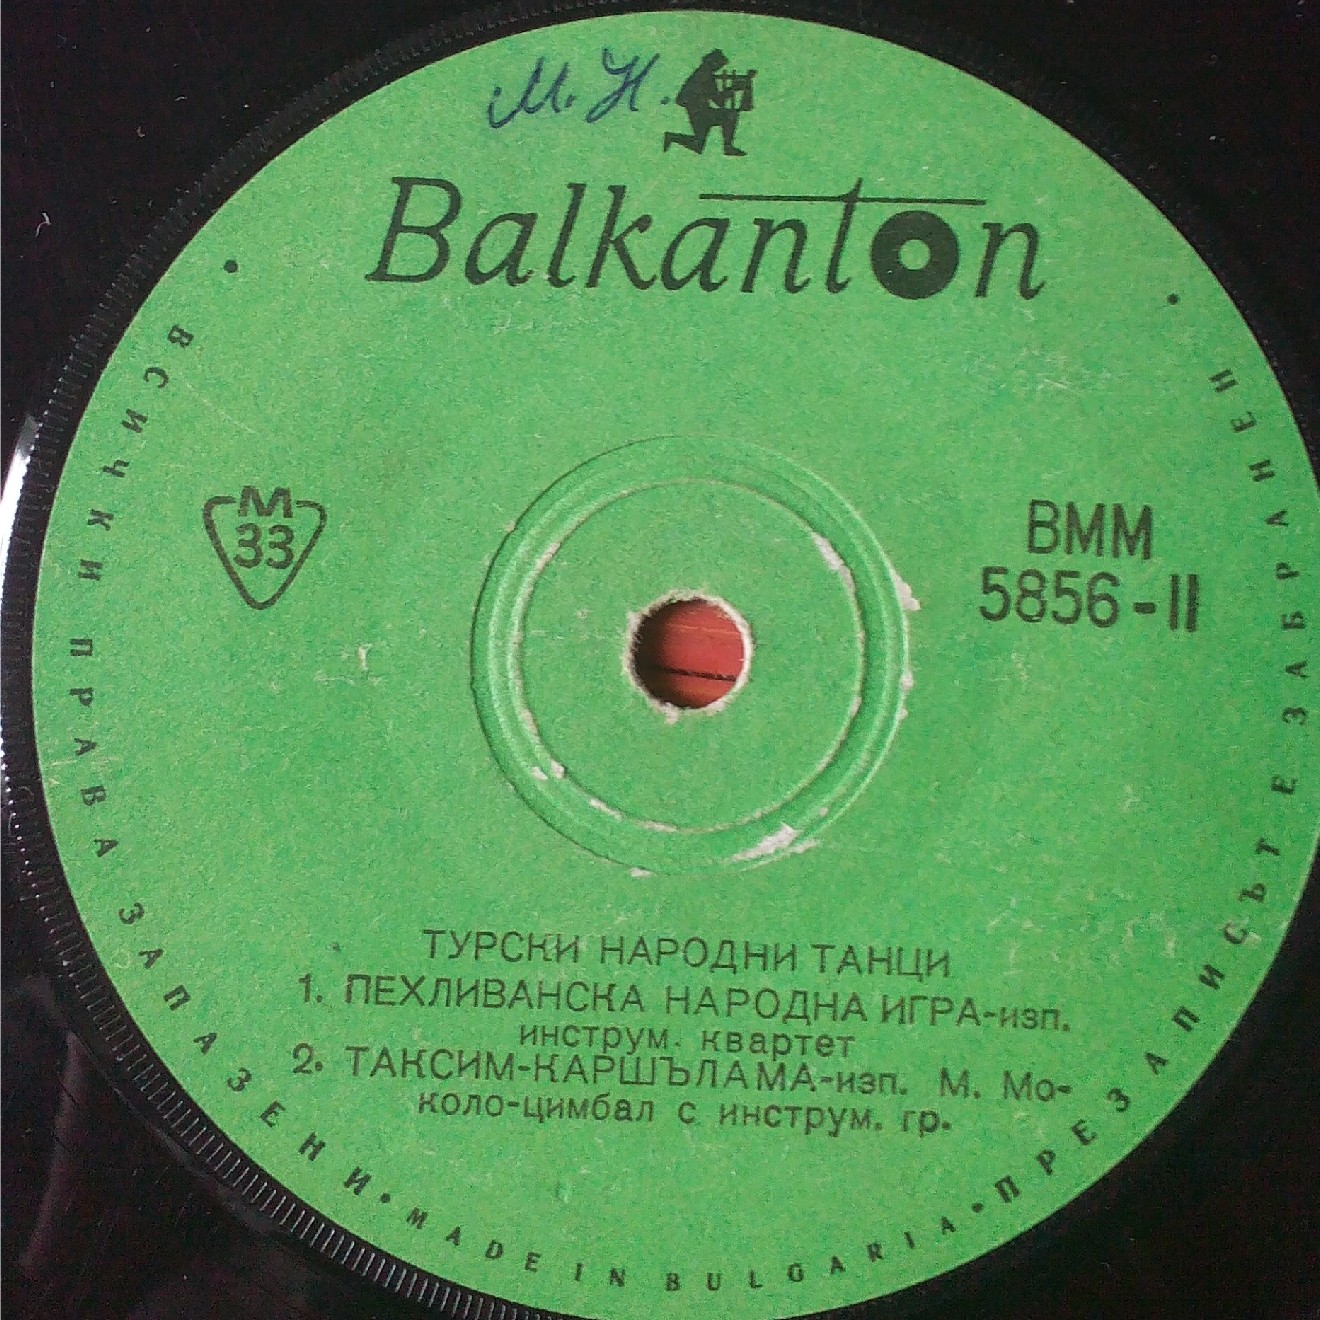 М. Н.
Balkanton
М
33
ВММ
5856-II
ТУРСКИ НАРОДНИ ТАНЦИ
1. ПЕХЛИВАНСКА НАРОДНА ИГРА-изп.
инструм. квартет
2. ТАКСИМ-КАРШЪЛАМА-изп. М. Мо-
коло-цимбал с инструм. гр.
• ВСИЧКИ ПРАВА ЗАПАЗЕНИ • MADE IN BULGARIA • ПРЕЗАПИСЪТ Е ЗАБРАНЕН •